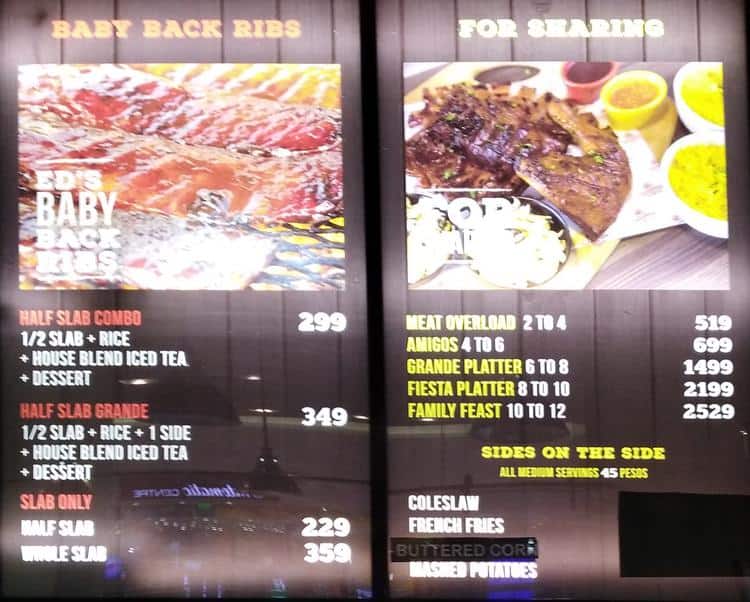 BABY BACK RIBS
ED'S
BABY
BACK
RIBS
HALF SLAB COMBO 299
1/2 SLAB + RICE
+ HOUSE BLEND ICED TEA
+ DESSERT
HALF SLAB GRANDE 349
1/2 SLAB + RICE + 1 SIDE
+ HOUSE BLEND ICED TEA
+ DESSERT
SLAB ONLY
HALF SLAB 229
WHOLE SLAB 359
FOR SHARING
FOR
MEAT OVERLOAD 2 TO 4 519
AMIGOS 4 TO 6 699
GRANDE PLATTER 6 TO 8 1499
FIESTA PLATTER 8 TO 10 2199
FAMILY FEAST 10 TO 12 2529
SIDES ON THE SIDE
ALL MEDIUM SERVINGS 45 PESOS
COLESLAW
FRENCH FRIES
BUTTERED CORN
MASHED POTATOES